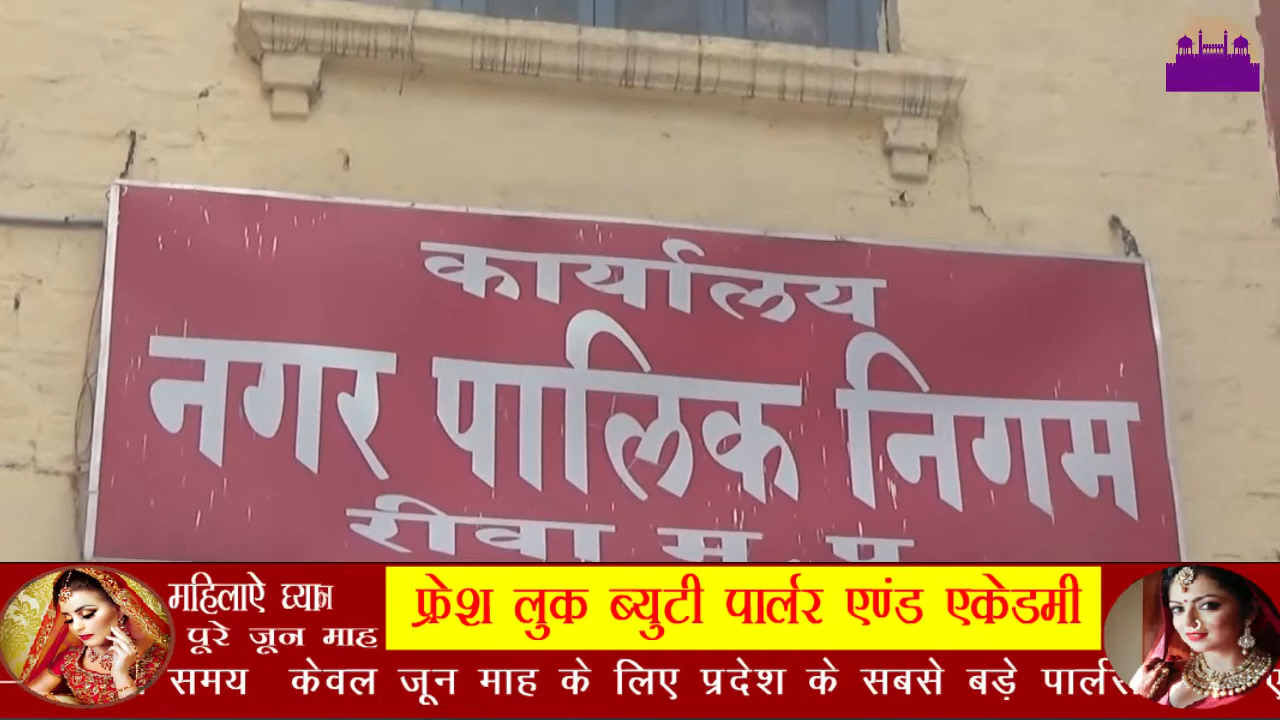 कार्यालय
नगर पालिक निगम
रीवा म. प्र.
महिलाऐ ध्यान
पूरे जून माह
फ्रेश लुक ब्युटी पार्लर एण्ड एकेडमी
समय केवल जून माह के लिए प्रदेश के सबसे बड़े